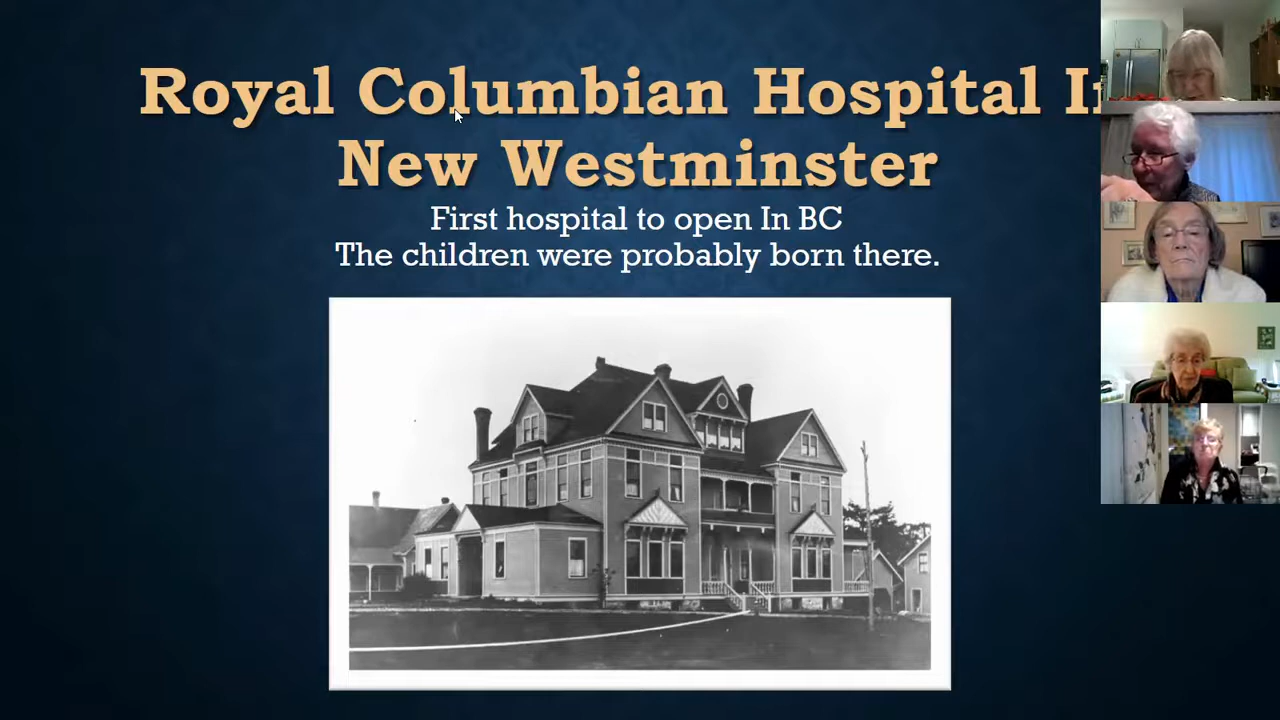 Royal Columbian Hospital I
New Westminster
First hospital to open In BC
The children were probably born there.